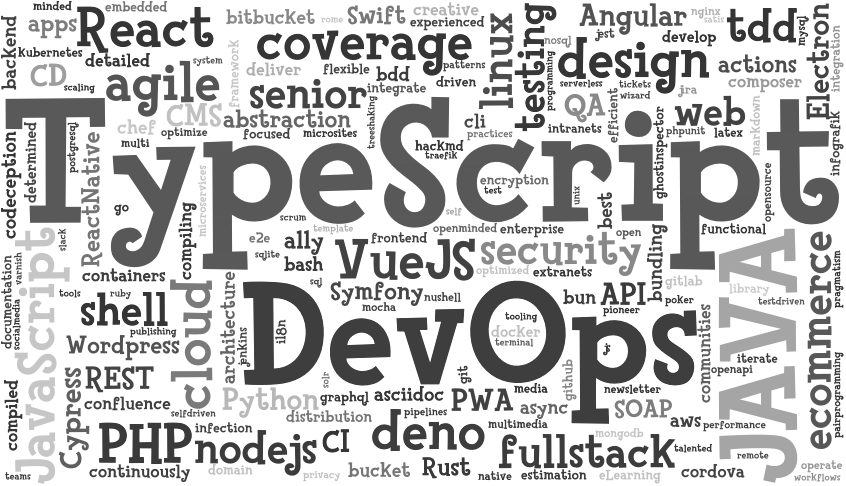 minded
embedded
bitbucket
rome
Swift
creative
experienced
Angular
nginx
satis
tdd
mysql
apps
React
coverage
patterns
linux
testing
nosql
jest
develop
Electron
integration
backend
Kubernetes
detailed
system
framework
deliver
flexible
bdd
driven
programming
design
actions
CD
scaling
agile
senior
integrate
serverless
tickets
wizard
jra
composer
CMS
abstraction
treeshaking
cli
QA
efficient
web
markdown
infografik
chef
optimize
focused
microsites
practices
intranets
ghostinspector
phpunit
latex
codeception
determined
postgresql
ReactNative
multi
TypeScript
hackmd
traefik
encryption
test
unix
best
opensource
go
compiling
microservices
scrum
template
self
openminded
enterprise
open
functional
slack
e2e
sqlite
ally
bash
frontend
VueJS
security
bundling
documentation
varnish
socialmedia
JavaScript
containers
sql
optimized
extranets
gitlab
library
JAVA
ecommerce
pragmatism
tools
ruby
shell
cloud
architecture
Symfony
nushell
mocha
bun
API
poker
testdriven
publishing
jenkins
i18n
DevOps
tooling
docker
terminal
pioneer
jr
communities
Wordpress
REST
iterate
openapi
pairprogramming
compiled
Cypress
confluence
selfdriven
Python
solr
graphql
asciidoc
git
PWA
media
github
newsletter
async
SOAP
aws
performance
distribution
pipelines
multimedia
mongodb
PHP
infection
nodejs
CI
deno
fullstack
talented
remote
teams
continuously
domain
privacy
bucket
Rust
native
estimation
eLearning
cordova
operate
workflows